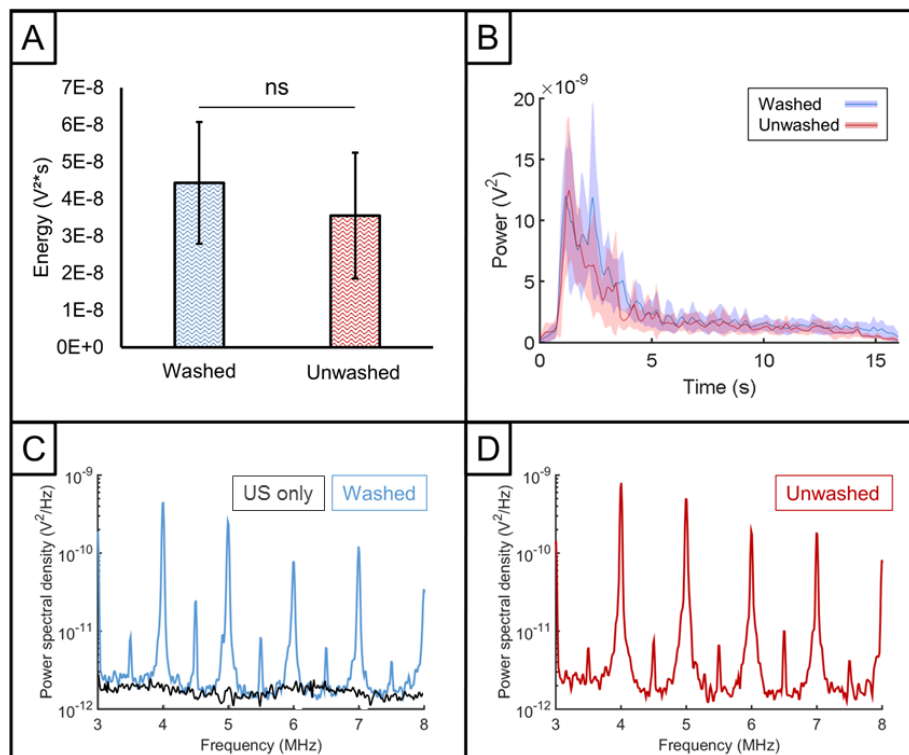 A
7E-8
6E-8
5E-8
4E-8
3E-8
2E-8
1E-8
0E+0
Energy (V²*s)
ns
Washed
Unwashed
B
×10⁻⁹
20
15
10
5
0
Power (V²)
Washed
Unwashed
0
5
10
15
Time (s)
C
US only
Washed
10⁻⁹
10⁻¹⁰
10⁻¹¹
10⁻¹²
Power spectral density (V²/Hz)
3
4
5
6
7
8
Frequency (MHz)
D
Unwashed
10⁻⁹
10⁻¹⁰
10⁻¹¹
10⁻¹²
Power spectral density (V²/Hz)
3
4
5
6
7
8
Frequency (MHz)